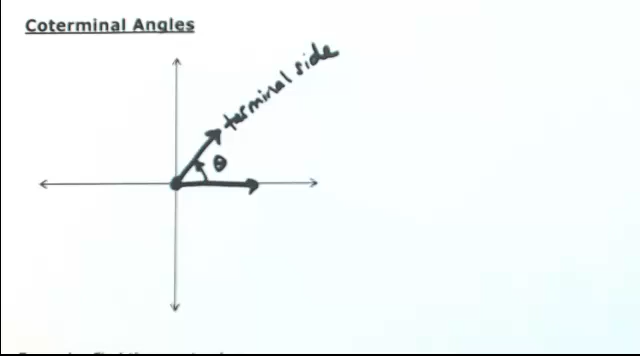 Coterminal Angles
terminal side
θ